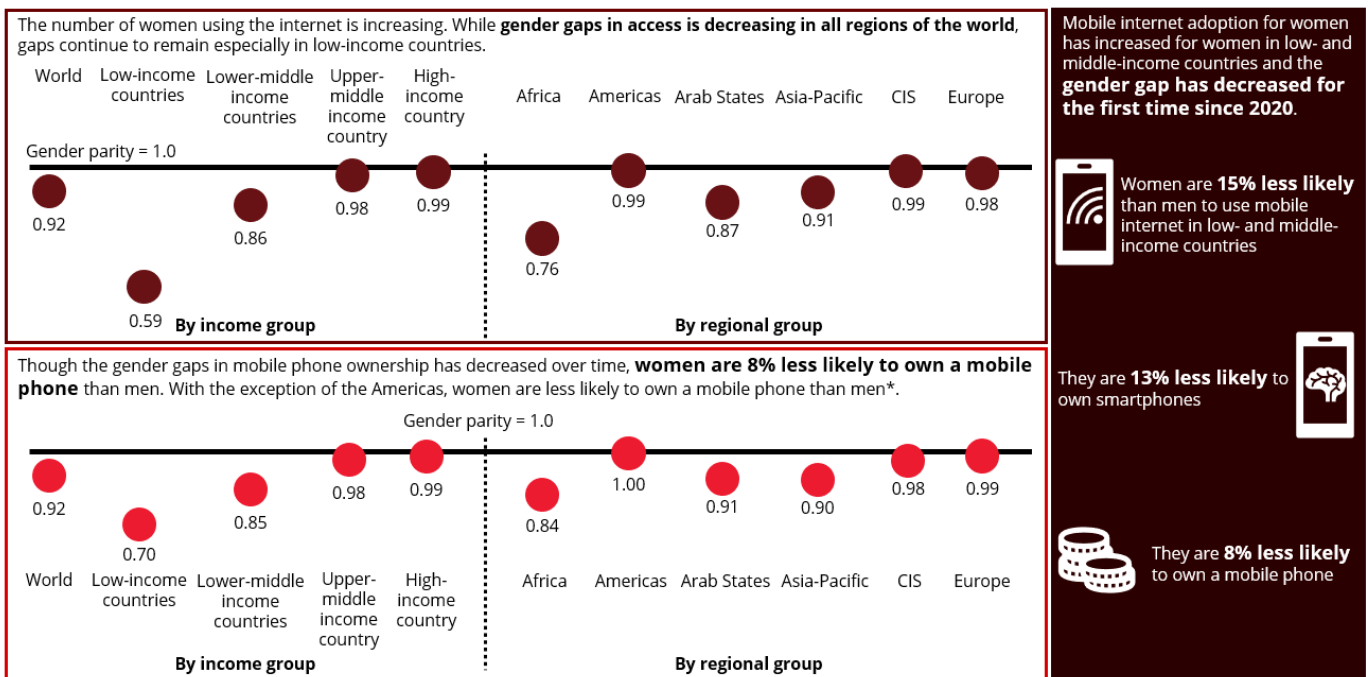 The number of women using the internet is increasing. While gender gaps in access is decreasing in all regions of the world,
gaps continue to remain especially in low-income countries.
World
Low-income
countries
Lower-middle
income
countries
Upper-
middle
income
country
High-
income
country
Africa
Americas
Arab States
Asia-Pacific
CIS
Europe
Gender parity = 1.0
0.92
0.59
0.86
0.98
0.99
0.76
0.99
0.87
0.91
0.99
0.98
By income group
By regional group
Though the gender gaps in mobile phone ownership has decreased over time, women are 8% less likely to own a mobile
phone than men. With the exception of the Americas, women are less likely to own a mobile phone than men*.
Gender parity = 1.0
0.92
0.70
0.85
0.98
0.99
0.84
1.00
0.91
0.90
0.98
0.99
World
Low-income
countries
Lower-middle
income
countries
Upper-
middle
income
country
High-
income
country
Africa
Americas
Arab States
Asia-Pacific
CIS
Europe
By income group
By regional group
Mobile internet adoption for women
has increased for women in low- and
middle-income countries and the
gender gap has decreased for
the first time since 2020.
Women are 15% less likely
than men to use mobile
internet in low- and middle-
income countries
They are 13% less likely to
own smartphones
They are 8% less likely
to own a mobile phone